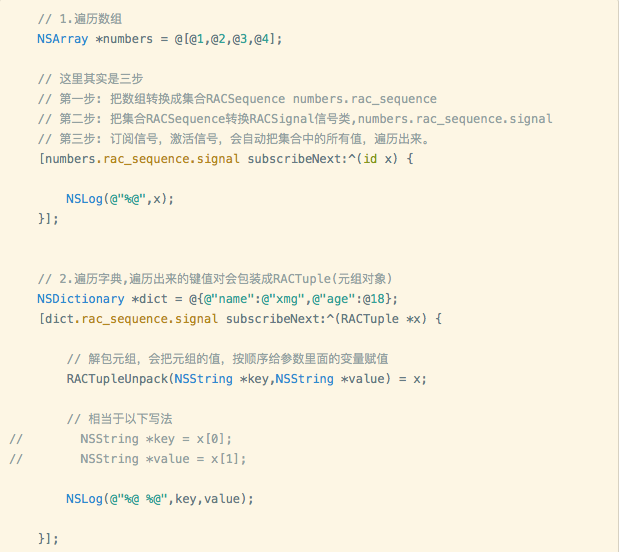 // 1.遍历数组
NSArray *numbers = @[@1,@2,@3,@4];
// 这里其实是三步
// 第一步: 把数组转换成集合RACSequence numbers.rac_sequence
// 第二步: 把集合RACSequence转换RACSignal信号类,numbers.rac_sequence.signal
// 第三步: 订阅信号，激活信号，会自动把集合中的所有值，遍历出来。
[numbers.rac_sequence.signal subscribeNext:^(id x) {
NSLog(@"%@",x);
}];
// 2.遍历字典,遍历出来的键值对会包装成RACTuple(元组对象)
NSDictionary *dict = @{@"name":@"xmg",@"age":@18};
[dict.rac_sequence.signal subscribeNext:^(RACTuple *x) {
// 解包元组，会把元组的值，按顺序给参数里面的变量赋值
RACTupleUnpack(NSString *key,NSString *value) = x;
// 相当于以下写法
// NSString *key = x[0];
// NSString *value = x[1];
NSLog(@"%@ %@",key,value);
}];